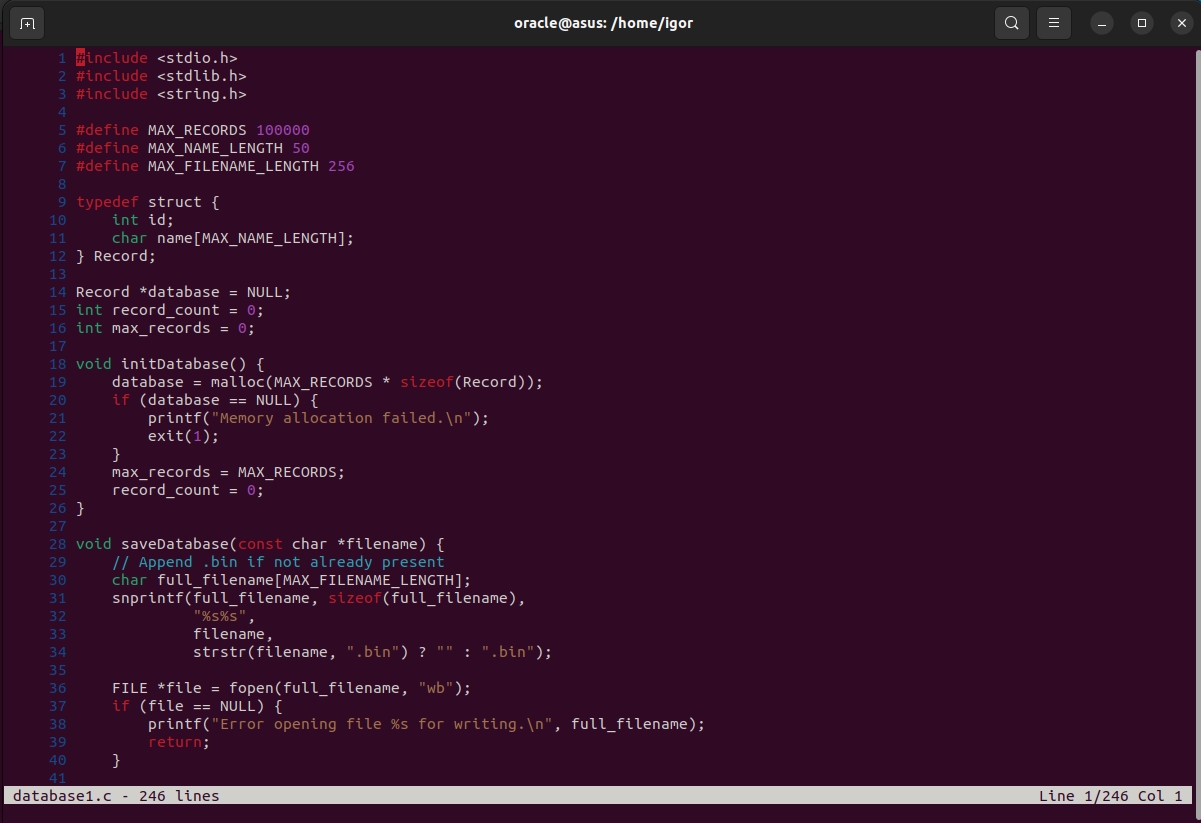 oracle@asus: /home/igor
1 #include <stdio.h>
2 #include <stdlib.h>
3 #include <string.h>
4
5 #define MAX_RECORDS 100000
6 #define MAX_NAME_LENGTH 50
7 #define MAX_FILENAME_LENGTH 256
8
9 typedef struct {
10     int id;
11     char name[MAX_NAME_LENGTH];
12 } Record;
13
14 Record *database = NULL;
15 int record_count = 0;
16 int max_records = 0;
17
18 void initDatabase() {
19     database = malloc(MAX_RECORDS * sizeof(Record));
20     if (database == NULL) {
21         printf("Memory allocation failed.\n");
22         exit(1);
23     }
24     max_records = MAX_RECORDS;
25     record_count = 0;
26 }
27
28 void saveDatabase(const char *filename) {
29     // Append .bin if not already present
30     char full_filename[MAX_FILENAME_LENGTH];
31     snprintf(full_filename, sizeof(full_filename),
32              "%s%s",
33              filename,
34              strstr(filename, ".bin") ? "" : ".bin");
35
36     FILE *file = fopen(full_filename, "wb");
37     if (file == NULL) {
38         printf("Error opening file %s for writing.\n", full_filename);
39         return;
40     }
41
database1.c - 246 lines Line 1/246 Col 1